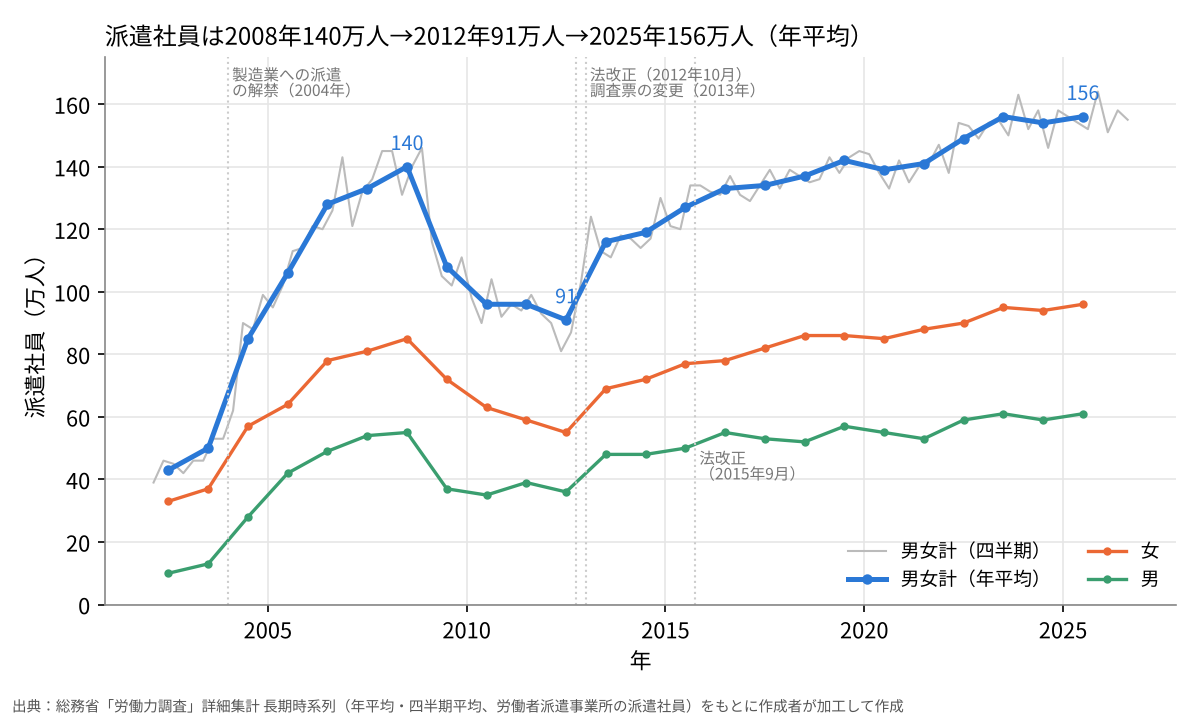 派遣社員は2008年140万人→2012年91万人→2025年156万人（年平均）
製造業への派遣
の解禁（2004年）
法改正（2012年10月）
調査票の変更（2013年）
140
91
156
法改正
（2015年9月）
派遣社員（万人）
160
140
120
100
80
60
40
20
0
2005
2010
2015
2020
2025
年
男女計（四半期）
男女計（年平均）
女
男
出典：総務省「労働力調査」詳細集計 長期時系列（年平均・四半期平均、労働者派遣事業所の派遣社員）をもとに作成者が加工して作成